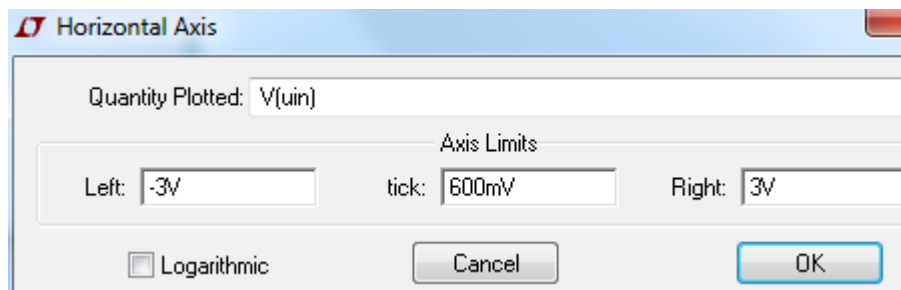 Horizontal Axis
Quantity Plotted: V(uin)
Axis Limits
Left: -3V tick: 600mV Right: 3V
Logarithmic Cancel OK